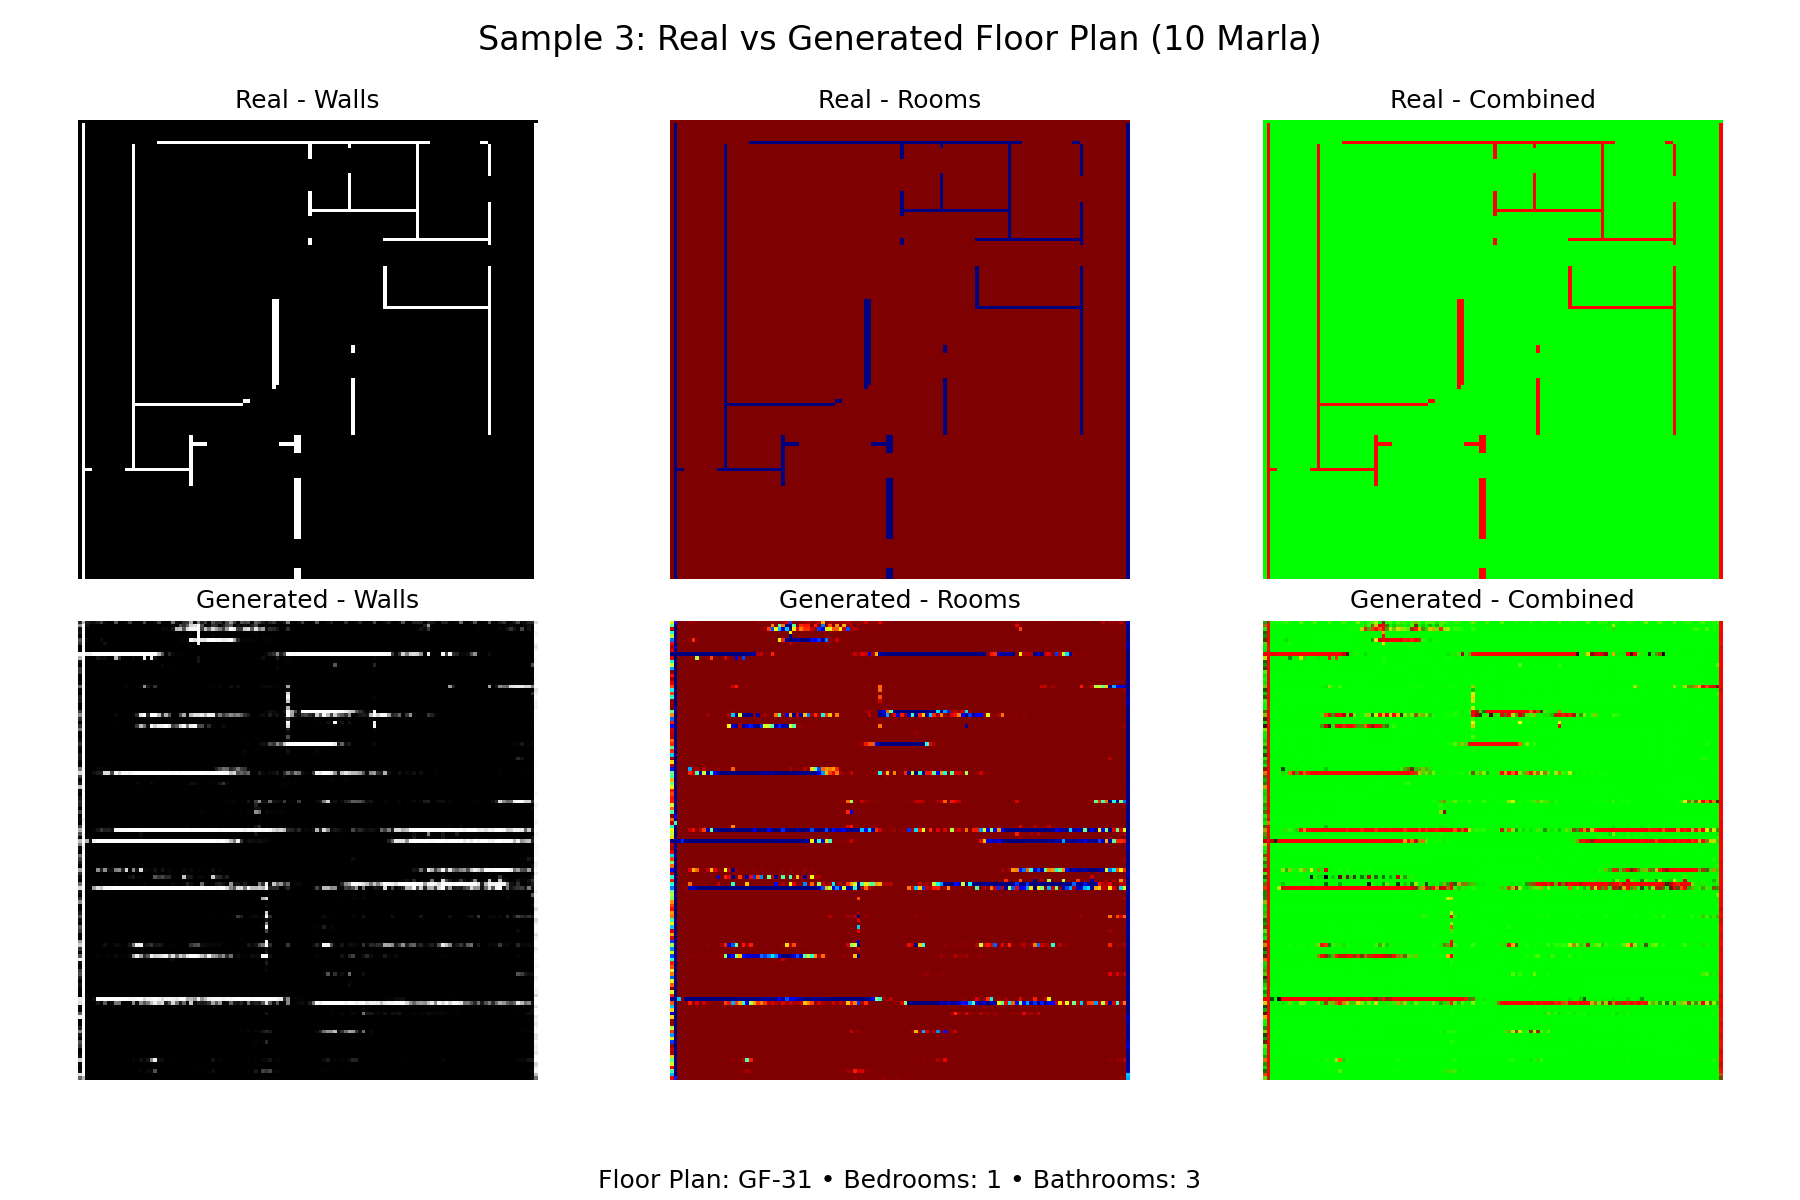 Sample 3: Real vs Generated Floor Plan (10 Marla)
Real - Walls
Real - Rooms
Real - Combined
Generated - Walls
Generated - Rooms
Generated - Combined
Floor Plan: GF-31 • Bedrooms: 1 • Bathrooms: 3